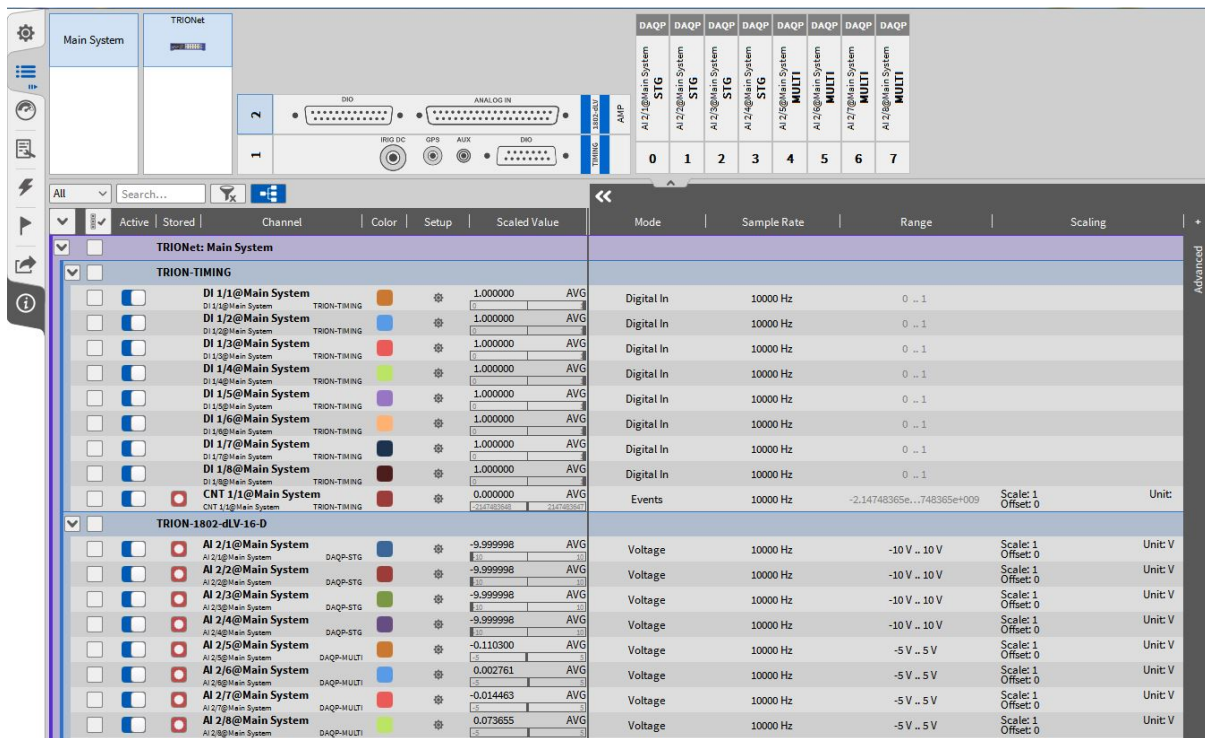 Main System
TRIONet
DAQP DAQP DAQP DAQP DAQP DAQP DAQP DAQP
AI 2/1@Main System STG
AI 2/2@Main System STG
AI 2/3@Main System STG
AI 2/4@Main System STG
AI 2/5@Main System MULTI
AI 2/6@Main System MULTI
AI 2/7@Main System MULTI
AI 2/8@Main System MULTI
0 1 2 3 4 5 6 7
2 DIO ANALOG IN 1802-dLV AMP
1 IRIG DC GPS AUX DIO TIMING
All Search...
Active Stored Channel Color Setup Scaled Value Mode Sample Rate Range Scaling +
Advanced
TRIONet: Main System
TRION-TIMING
DI 1/1@Main System 1.000000 AVG Digital In 10000 Hz 0 .. 1
DI 1/1@Main System TRION-TIMING 0
DI 1/2@Main System 1.000000 AVG Digital In 10000 Hz 0 .. 1
DI 1/2@Main System TRION-TIMING 0
DI 1/3@Main System 1.000000 AVG Digital In 10000 Hz 0 .. 1
DI 1/3@Main System TRION-TIMING 0
DI 1/4@Main System 1.000000 AVG Digital In 10000 Hz 0 .. 1
DI 1/4@Main System TRION-TIMING 0
DI 1/5@Main System 1.000000 AVG Digital In 10000 Hz 0 .. 1
DI 1/5@Main System TRION-TIMING 0
DI 1/6@Main System 1.000000 AVG Digital In 10000 Hz 0 .. 1
DI 1/6@Main System TRION-TIMING 0
DI 1/7@Main System 1.000000 AVG Digital In 10000 Hz 0 .. 1
DI 1/7@Main System TRION-TIMING 0
DI 1/8@Main System 1.000000 AVG Digital In 10000 Hz 0 .. 1
DI 1/8@Main System TRION-TIMING 0
CNT 1/1@Main System 0.000000 AVG Events 10000 Hz -2.14748365e...748365e+009 Scale: 1 Unit:
CNT 1/1@Main System TRION-TIMING -2147483648 2147483647 Offset: 0
TRION-1802-dLV-16-D
AI 2/1@Main System -9.999998 AVG Voltage 10000 Hz -10 V .. 10 V Scale: 1 Unit: V
AI 2/1@Main System DAQP-STG -10 10 Offset: 0
AI 2/2@Main System -9.999998 AVG Voltage 10000 Hz -10 V .. 10 V Scale: 1 Unit: V
AI 2/2@Main System DAQP-STG -10 10 Offset: 0
AI 2/3@Main System -9.999998 AVG Voltage 10000 Hz -10 V .. 10 V Scale: 1 Unit: V
AI 2/3@Main System DAQP-STG -10 10 Offset: 0
AI 2/4@Main System -9.999998 AVG Voltage 10000 Hz -10 V .. 10 V Scale: 1 Unit: V
AI 2/4@Main System DAQP-STG -10 10 Offset: 0
AI 2/5@Main System -0.110300 AVG Voltage 10000 Hz -5 V .. 5 V Scale: 1 Unit: V
AI 2/5@Main System DAQP-MULTI -5 5 Offset: 0
AI 2/6@Main System 0.002761 AVG Voltage 10000 Hz -5 V .. 5 V Scale: 1 Unit: V
AI 2/6@Main System DAQP-MULTI -5 5 Offset: 0
AI 2/7@Main System -0.014463 AVG Voltage 10000 Hz -5 V .. 5 V Scale: 1 Unit: V
AI 2/7@Main System DAQP-MULTI -5 5 Offset: 0
AI 2/8@Main System 0.073655 AVG Voltage 10000 Hz -5 V .. 5 V Scale: 1 Unit: V
AI 2/8@Main System DAQP-MULTI -5 5 Offset: 0